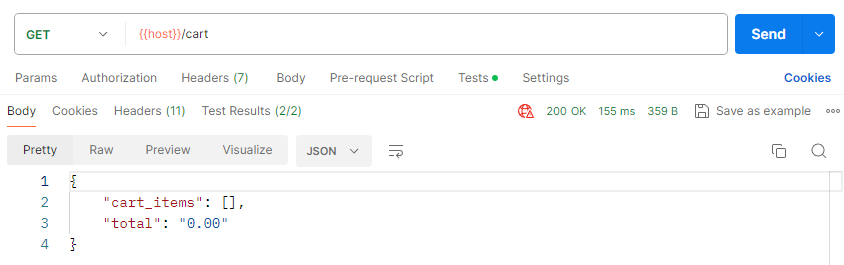 GET {{host}}/cart Send
Params Authorization Headers (7) Body Pre-request Script Tests Settings Cookies
Body Cookies Headers (11) Test Results (2/2) 200 OK 155 ms 359 B Save as example
Pretty Raw Preview Visualize JSON
1 {
2 "cart_items": [],
3 "total": "0.00"
4 }